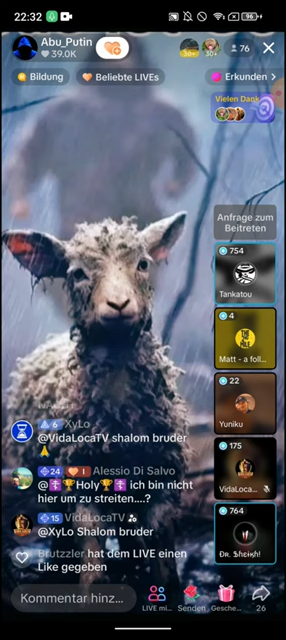 22:32
96
Abu_Putin
39.0K
30+
30+
76
Bildung
Beliebte LIVEs
Erkunden >
Vielen Dank
Anfrage zum
Beitreten
754
Tankatou
4
Matt - a foll...
22
Yuniku
175
VidaLoca...
764
6 XyLo
@VidaLocaTV shalom bruder
24 1 Alessio Di Salvo
@☦️🏆Holy🏆☦️ ich bin nicht
hier um zu streiten....?
15 VidaLocaTV
@XyLo Shalom bruder
Brutzzler hat dem LIVE einen
Like gegeben
Kommentar hinz...
LIVE mi...
Senden
Gesche...
26